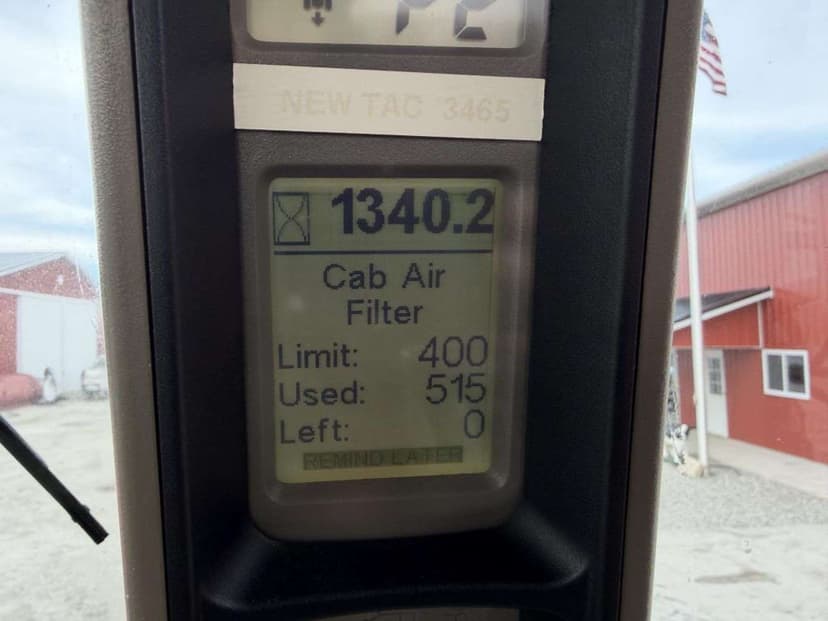 NEW TAC 3465
1340.2
Cab Air
Filter
Limit: 400
Used: 515
Left: 0
REMIND LATER